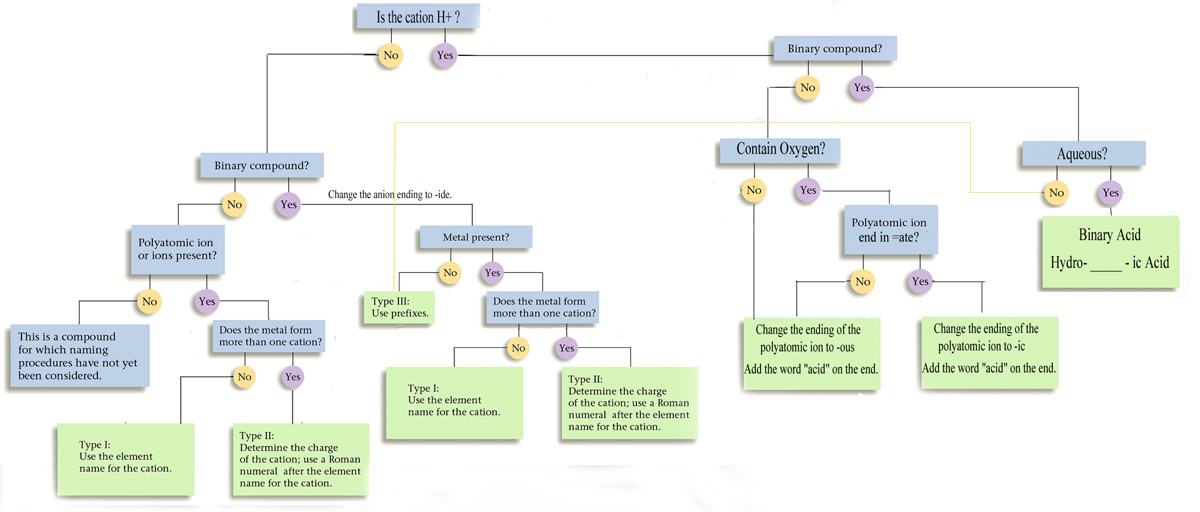 Is the cation H+ ?
No
Yes
Binary compound?
No
Yes
Contain Oxygen?
No
Yes
Aqueous?
No
Yes
Binary Acid
Hydro- _____ - ic Acid
Polyatomic ion
end in =ate?
No
Yes
Change the ending of the
polyatomic ion to -ous
Add the word "acid" on the end.
Change the ending of the
polyatomic ion to -ic
Add the word "acid" on the end.
Binary compound?
No
Yes
Change the anion ending to -ide.
Polyatomic ion
or ions present?
No
Yes
This is a compound
for which naming
procedures have not yet
been considered.
Does the metal form
more than one cation?
No
Yes
Type I:
Use the element
name for the cation.
Type II:
Determine the charge
of the cation; use a Roman
numeral after the element
name for the cation.
Metal present?
No
Yes
Type III:
Use prefixes.
Does the metal form
more than one cation?
No
Yes
Type I:
Use the element
name for the cation.
Type II:
Determine the charge
of the cation; use a Roman
numeral after the element
name for the cation.